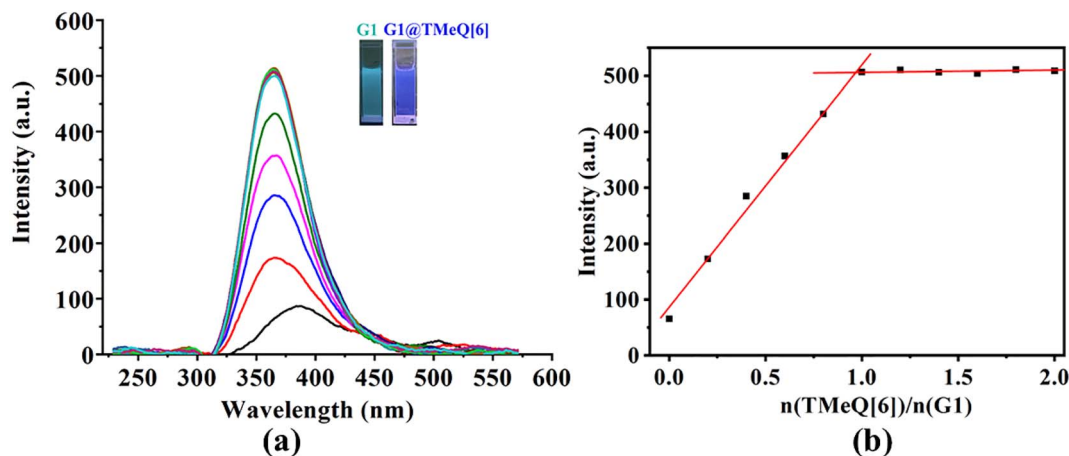 G1 G1@TMeQ[6]
600
500
400
300
200
100
0
Intensity (a.u.)
250 300 350 400 450 500 550 600
Wavelength (nm)
(a)
500
400
300
200
100
0
Intensity (a.u.)
0.0 0.5 1.0 1.5 2.0
n(TMeQ[6])/n(G1)
(b)